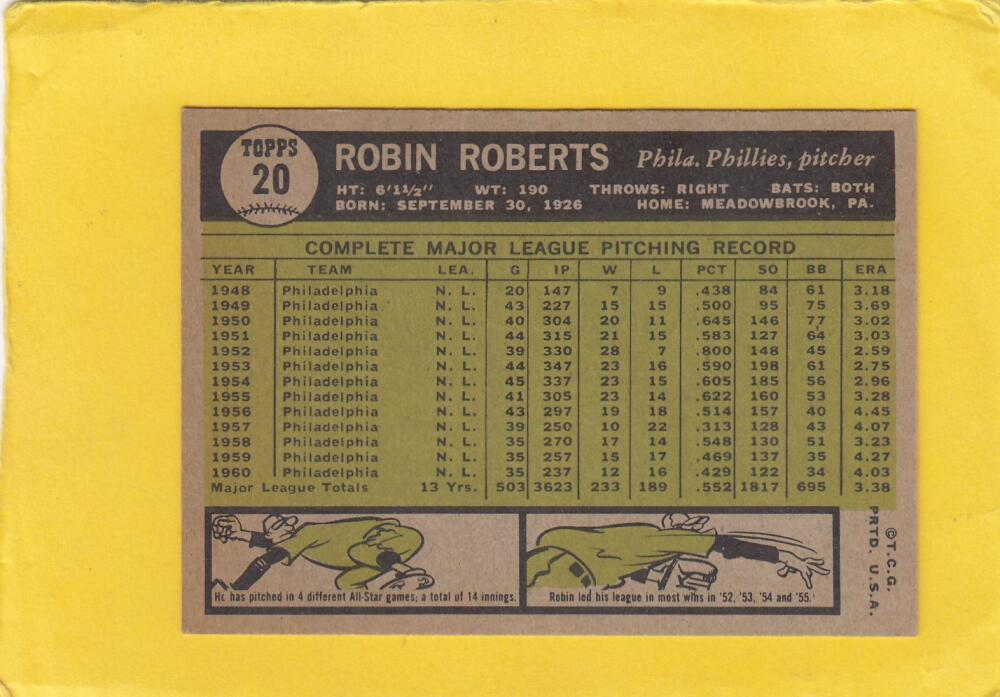 TOPPS
20
ROBIN ROBERTS Phila. Phillies, pitcher
HT: 6'11½" WT: 190 THROWS: RIGHT BATS: BOTH
BORN: SEPTEMBER 30, 1926 HOME: MEADOWBROOK, PA.
COMPLETE MAJOR LEAGUE PITCHING RECORD
YEAR TEAM LEA. G IP W L PCT SO BB ERA
1948 Philadelphia N. L. 20 147 7 9 .438 84 61 3.18
1949 Philadelphia N. L. 43 227 15 15 .500 95 75 3.69
1950 Philadelphia N. L. 40 304 20 11 .645 146 77 3.02
1951 Philadelphia N. L. 44 315 21 15 .583 127 64 3.03
1952 Philadelphia N. L. 39 330 28 7 .800 148 45 2.59
1953 Philadelphia N. L. 44 347 23 16 .590 198 61 2.75
1954 Philadelphia N. L. 45 337 23 15 .605 185 56 2.96
1955 Philadelphia N. L. 41 305 23 14 .622 160 53 3.28
1956 Philadelphia N. L. 43 297 19 18 .514 157 40 4.45
1957 Philadelphia N. L. 39 250 10 22 .313 128 43 4.07
1958 Philadelphia N. L. 35 270 17 14 .548 130 51 3.23
1959 Philadelphia N. L. 35 257 15 17 .469 137 35 4.27
1960 Philadelphia N. L. 35 237 12 16 .429 122 34 4.03
Major League Totals 13 Yrs. 503 3623 233 189 .552 1817 695 3.38
He has pitched in 4 different All-Star games; a total of 14 innings.
Robin led his league in most wins in '52, '53, '54 and '55.
©T.C.G.
PRTD. U.S.A.